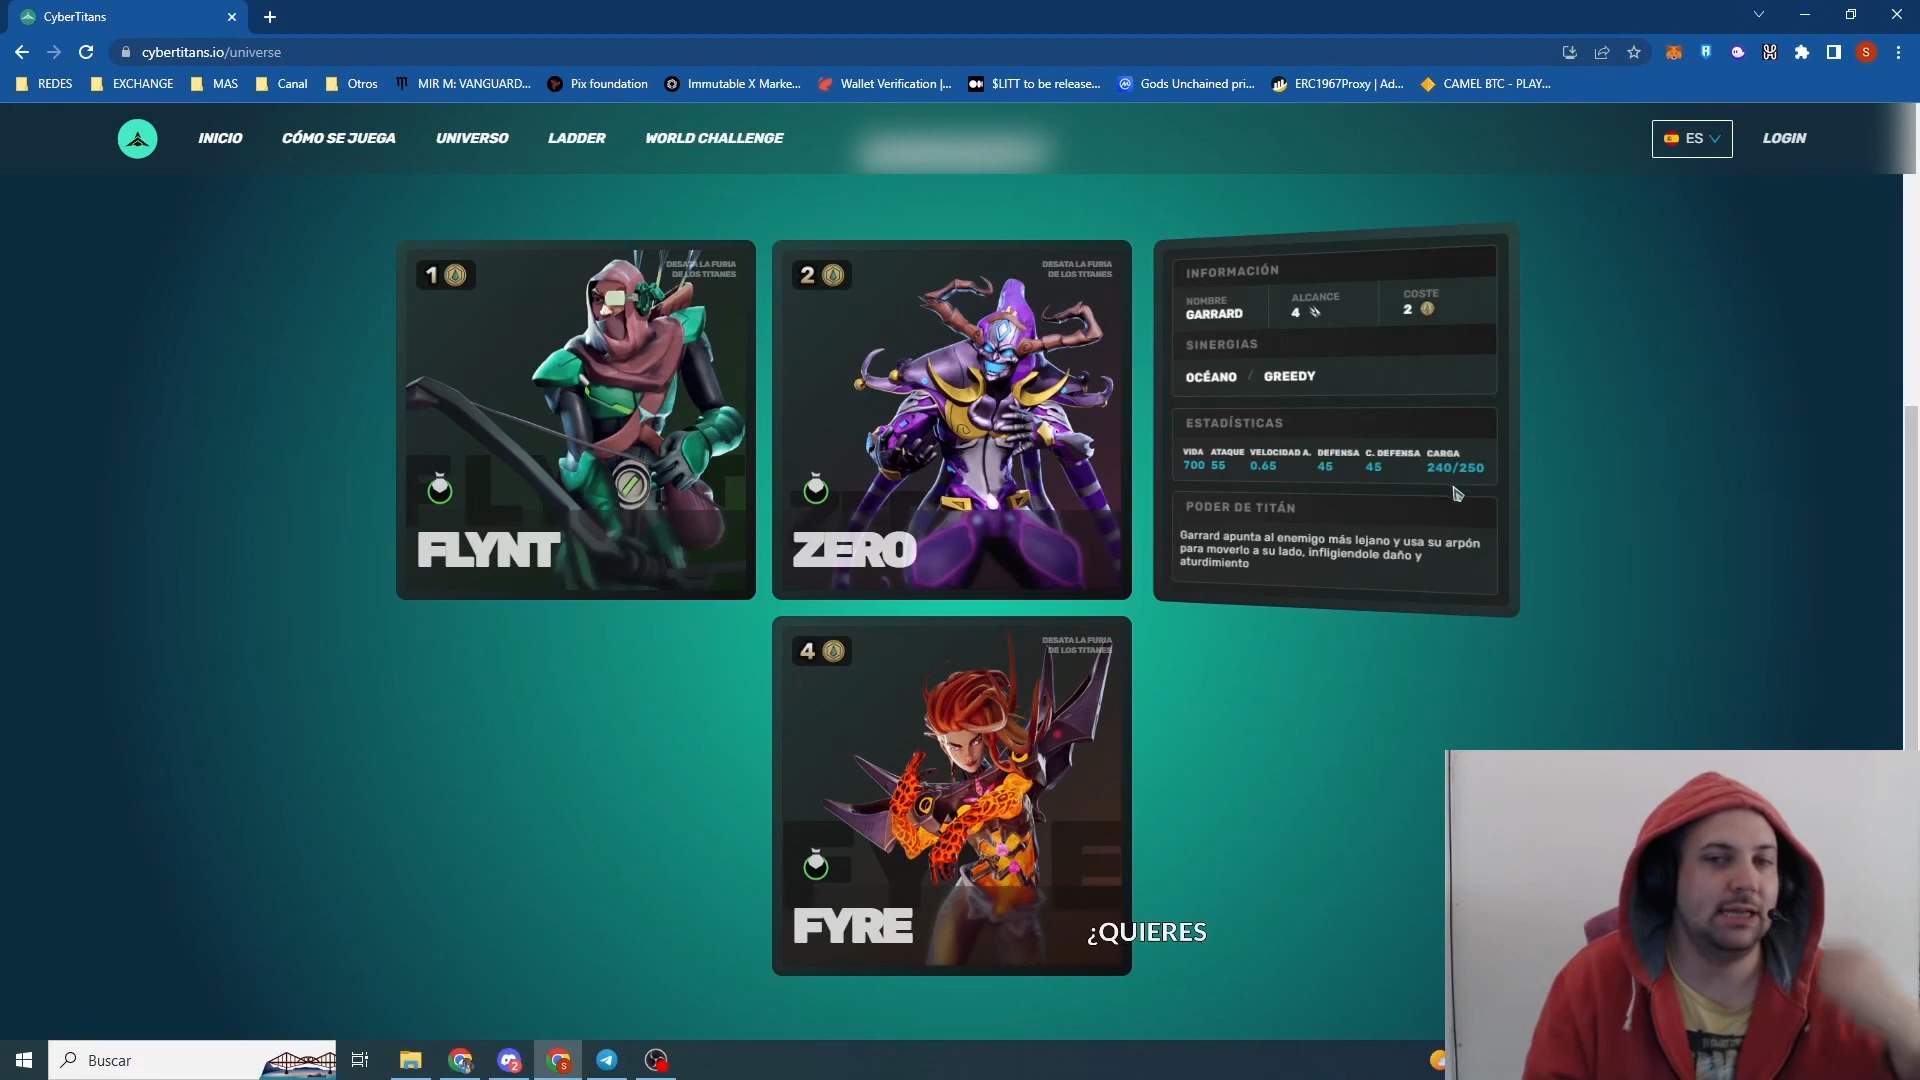 CyberTitans
cybertitans.io/universe
REDES
EXCHANGE
MAS
Canal
Otros
MIR M: VANGUARD...
Pix foundation
Immutable X Marke...
Wallet Verification |...
$LITT to be release...
Gods Unchained pri...
ERC1967Proxy | Ad...
CAMEL BTC - PLAY...
INICIO
CÓMO SE JUEGA
UNIVERSO
LADDER
WORLD CHALLENGE
ES
LOGIN
1
DESATA LA FURIA
DE LOS TITANES
FLYNT
2
DESATA LA FURIA
DE LOS TITANES
ZERO
INFORMACIÓN
NOMBRE
GARRARD
ALCANCE
4
COSTE
2
SINERGIAS
OCÉANO / GREEDY
ESTADÍSTICAS
VIDA ATAQUE VELOCIDAD A. DEFENSA C. DEFENSA CARGA
700 55 0.65 45 45 240/250
PODER DE TITÁN
Garrard apunta al enemigo más lejano y usa su arpón
para moverlo a su lado, infligiendole daño y
aturdimiento
4
DESATA LA FURIA
DE LOS TITANES
FYRE
¿QUIERES
Buscar
2
S